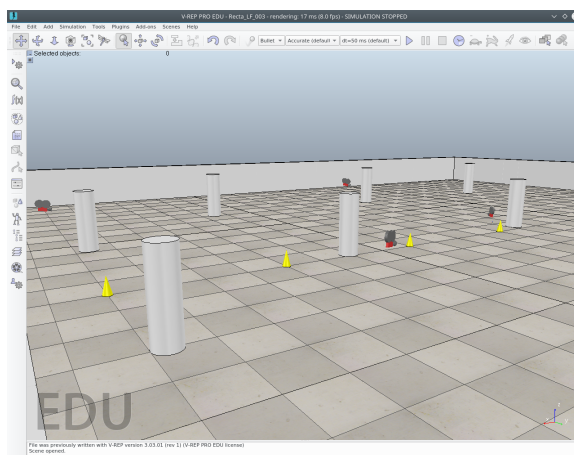 V-REP PRO EDU - Recta_LF_003 - rendering: 17 ms (8.0 fps) - SIMULATION STOPPED
File Edit Add Simulation Tools Plugins Add-ons Scenes Help
Bullet Accurate (default dt=50 ms (default)
Selected objects: 0
f(x)
EDU
File was previously written with V-REP version 3.03.01 (rev 1) (V-REP PRO EDU license)
Scene opened.